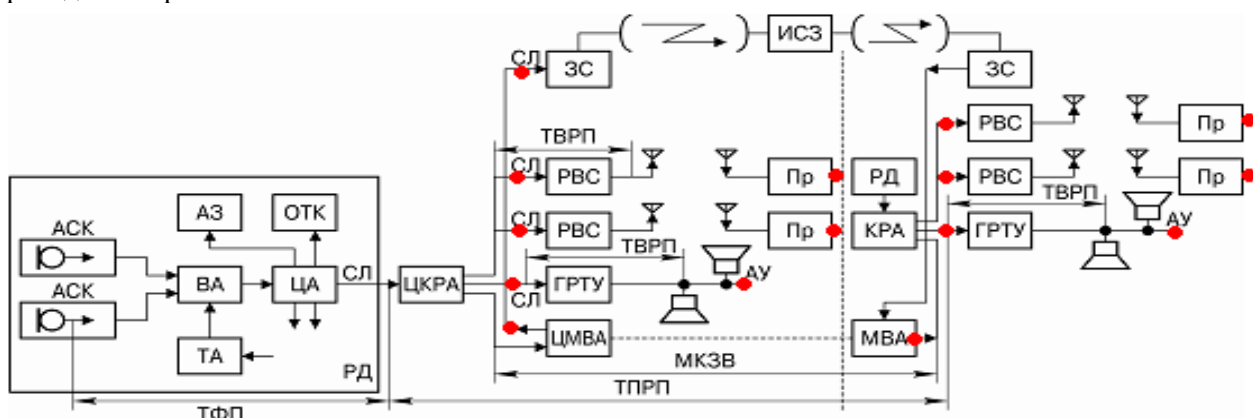 ИСЗ
СЛ
ЗС
ЗС
ТВРП
РВС
Пр
СЛ
РВС
Пр
РД
РВС
Пр
АЗ
ОТК
СЛ
РВС
Пр
КРА
ТВРП
ГРТУ
АУ
АСК
ВА
ЦА
СЛ
ЦКРА
ТВРП
ГРТУ
АУ
АСК
СЛ
ТА
ЦМВА
МВА
РД
МКЗВ
ТПРП
ТФП